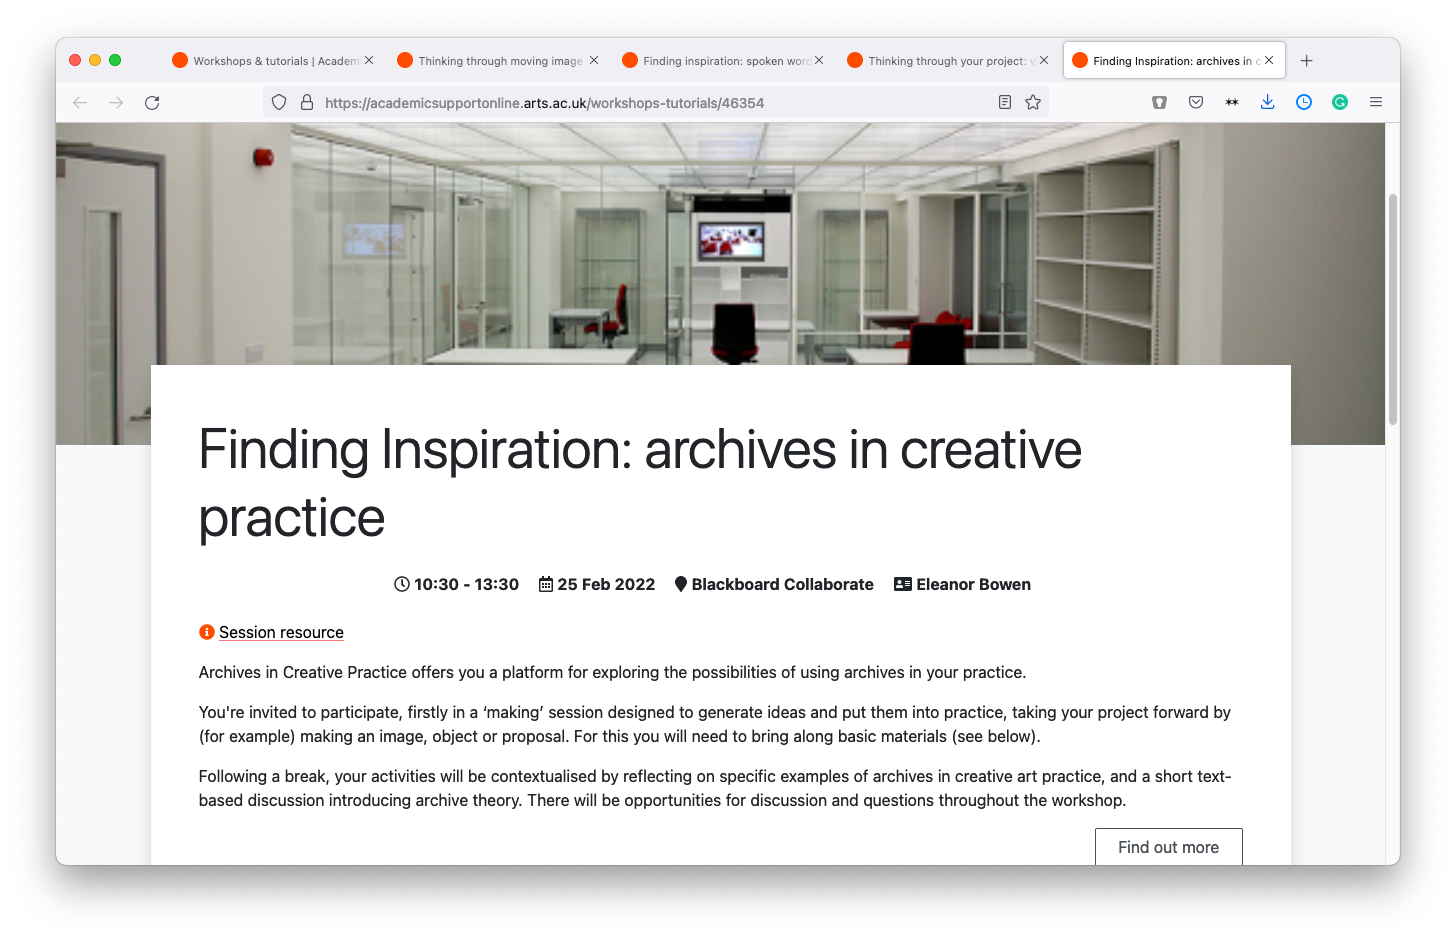 Workshops & tutorials | Academ
Thinking through moving image
Finding inspiration: spoken word
Thinking through your project:
Finding Inspiration: archives in c
https://academicsupportonline.arts.ac.uk/workshops-tutorials/46354
Finding Inspiration: archives in creative
practice
10:30 - 13:30 25 Feb 2022 Blackboard Collaborate Eleanor Bowen
Session resource
Archives in Creative Practice offers you a platform for exploring the possibilities of using archives in your practice.
You're invited to participate, firstly in a ‘making’ session designed to generate ideas and put them into practice, taking your project forward by
(for example) making an image, object or proposal. For this you will need to bring along basic materials (see below).
Following a break, your activities will be contextualised by reflecting on specific examples of archives in creative art practice, and a short text-
based discussion introducing archive theory. There will be opportunities for discussion and questions throughout the workshop.
Find out more